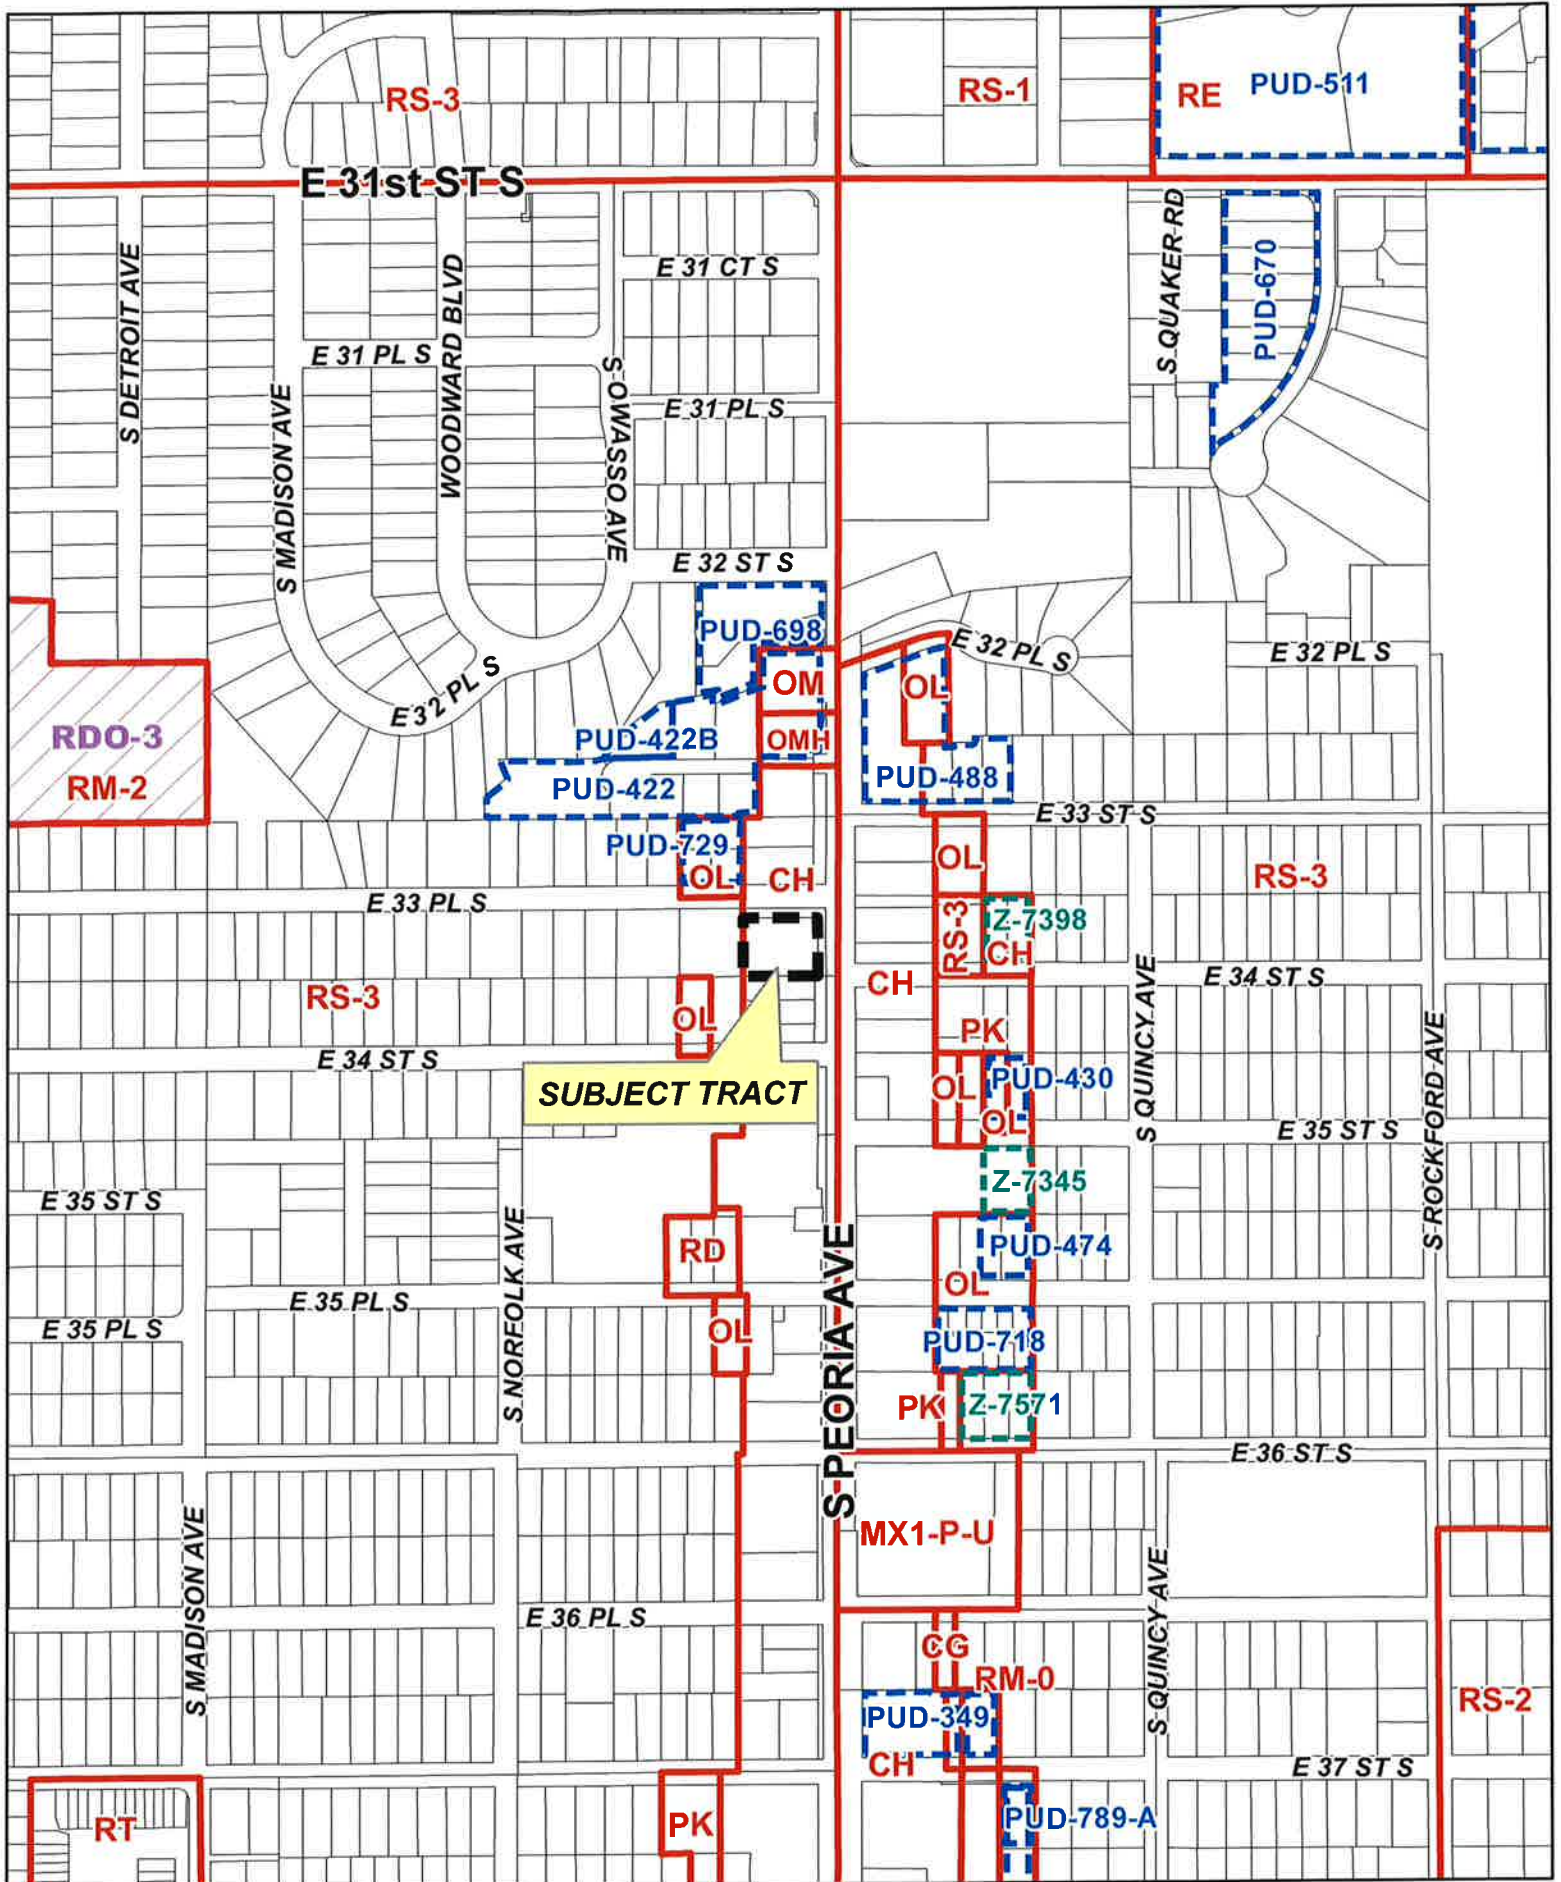 RS-3
RS-1
RE
PUD-511
E 31st ST S
S DETROIT AVE
S MADISON AVE
WOODWARD BLVD
S OWASSO AVE
E 31 CT S
E 31 PL S
E 31 PL S
S QUAKER RD
PUD-670
E 32 ST S
PUD-698
OM
OMH
E 32 PL S
E 32 PL S
E 32 PL S
OL
RDO-3
RM-2
PUD-422B
PUD-422
PUD-488
E 33 ST S
PUD-729
OL
CH
OL
RS-3
E 33 PL S
RS-3
Z-7398
CH
RS-3
OL
CH
E 34 ST S
PK
E 34 ST S
SUBJECT TRACT
OL
PUD-430
OL
S QUINCY AVE
S ROCKFORD AVE
E 35 ST S
E 35 ST S
Z-7345
S NORFOLK AVE
RD
S PEORIA AVE
PUD-474
OL
E 35 PL S
E 35 PL S
OL
PUD-718
PK
Z-7571
E 36 ST S
S MADISON AVE
MX1-P-U
S QUINCY AVE
E 36 PL S
CG
RM-0
RS-2
PUD-349
CH
E 37 ST S
RT
PK
PUD-789-A